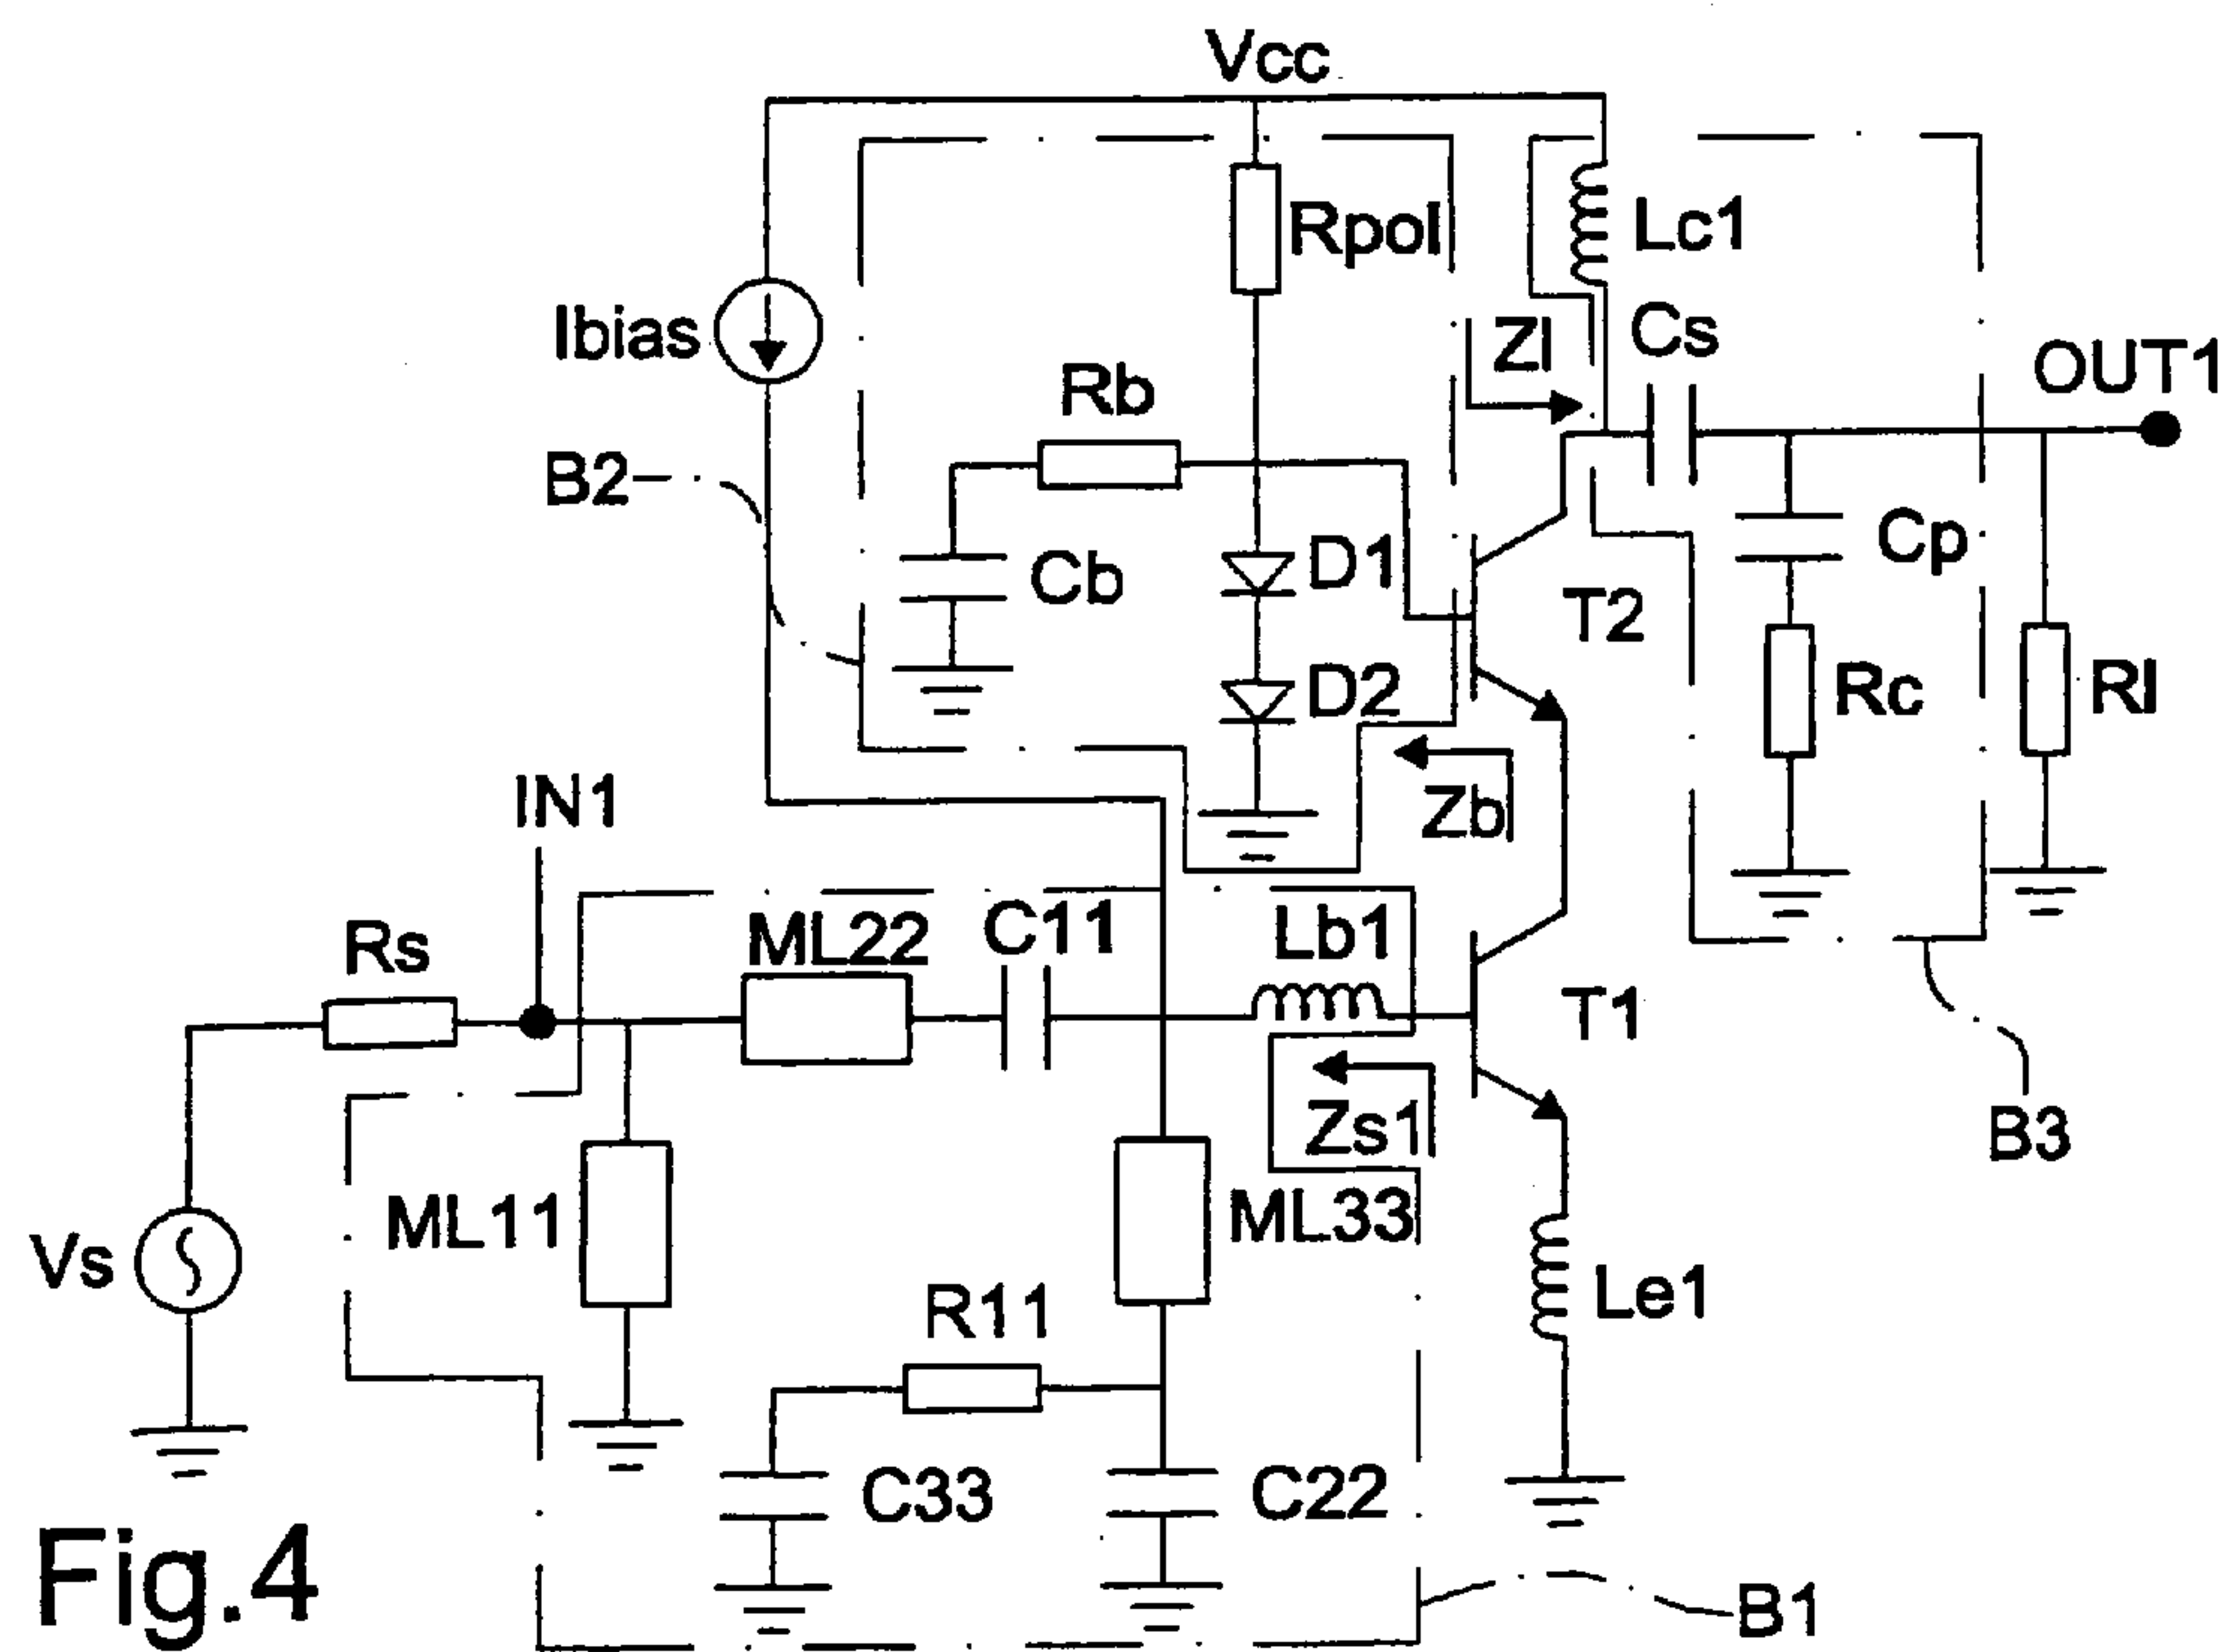 Vcc
Rpol
Lc1
Ibias
Zl
Cs
OUT1
Rb
B2
Cb
D1
Cp
T2
D2
Rc
Rl
Zb
IN1
Rs
ML22
C11
Lb1
T1
Zs1
B3
ML11
ML33
Vs
R11
Le1
C33
C22
Fig.4
B1